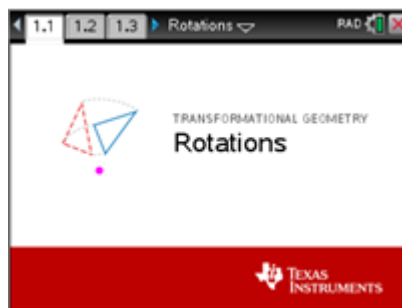 1.1 1.2 1.3 Rotations RAD
TRANSFORMATIONAL GEOMETRY
Rotations
TEXAS
INSTRUMENTS